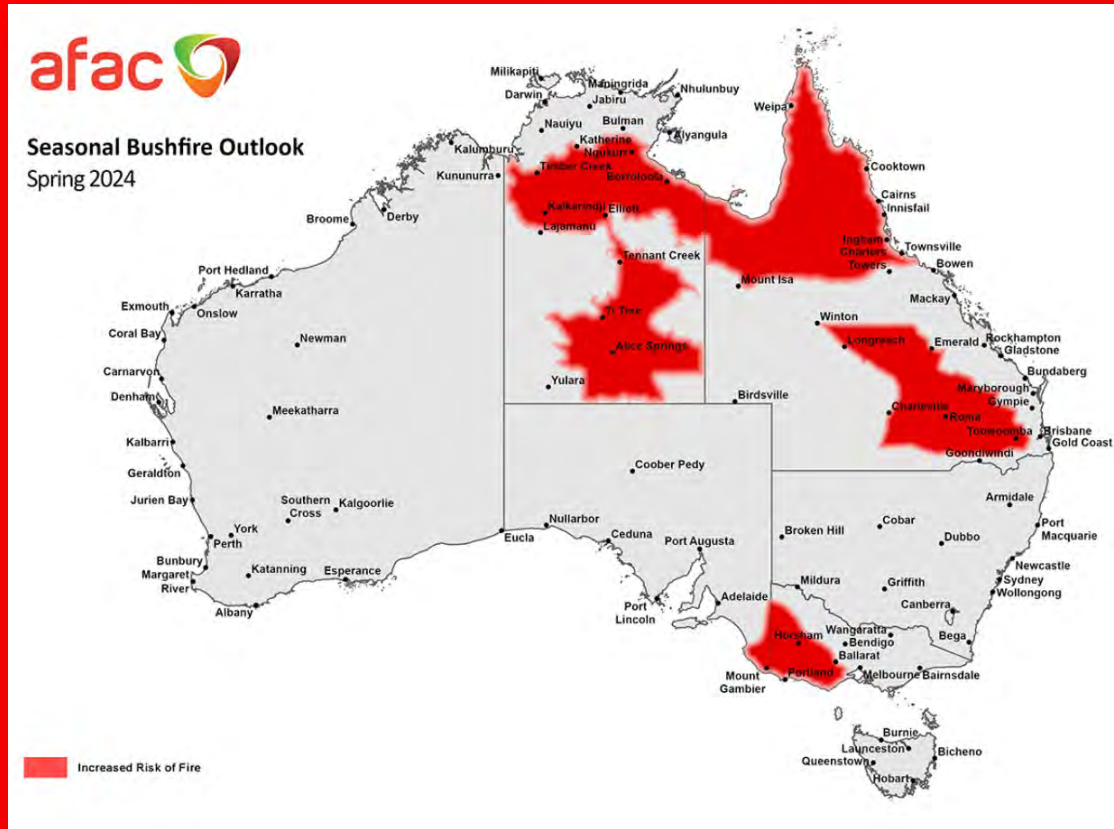 afac
Seasonal Bushfire Outlook
Spring 2024
Milikapiti
Darwin
Maningrida
Jabiru
Nhulunbuy
Nauiyu
Bulman
Alyangula
Katherine
Ngukurr
Kalumburu
Kununurra
Timber Creek
Borroloola
Kalkarindji
Elliott
Lajamanu
Tennant Creek
Ti Tree
Alice Springs
Yulara
Weipa
Cooktown
Cairns
Innisfail
Ingham
Charters
Towers
Townsville
Bowen
Mount Isa
Mackay
Winton
Longreach
Emerald
Rockhampton
Gladstone
Bundaberg
Maryborough
Gympie
Birdsville
Charleville
Roma
Toowoomba
Brisbane
Gold Coast
Goondiwindi
Broome
Derby
Port Hedland
Karratha
Exmouth
Onslow
Coral Bay
Newman
Carnarvon
Denham
Meekatharra
Kalbarri
Geraldton
Jurien Bay
Southern
Cross
Kalgoorlie
York
Perth
Bunbury
Margaret
River
Katanning
Esperance
Albany
Eucla
Nullarbor
Coober Pedy
Ceduna
Port Augusta
Port
Lincoln
Adelaide
Armidale
Broken Hill
Cobar
Dubbo
Port
Macquarie
Mildura
Griffith
Newcastle
Sydney
Wollongong
Canberra
Bega
Horsham
Wangaratta
Bendigo
Ballarat
Mount
Gambier
Portland
Melbourne
Bairnsdale
Burnie
Launceston
Queenstown
Bicheno
Hobart
Increased Risk of Fire